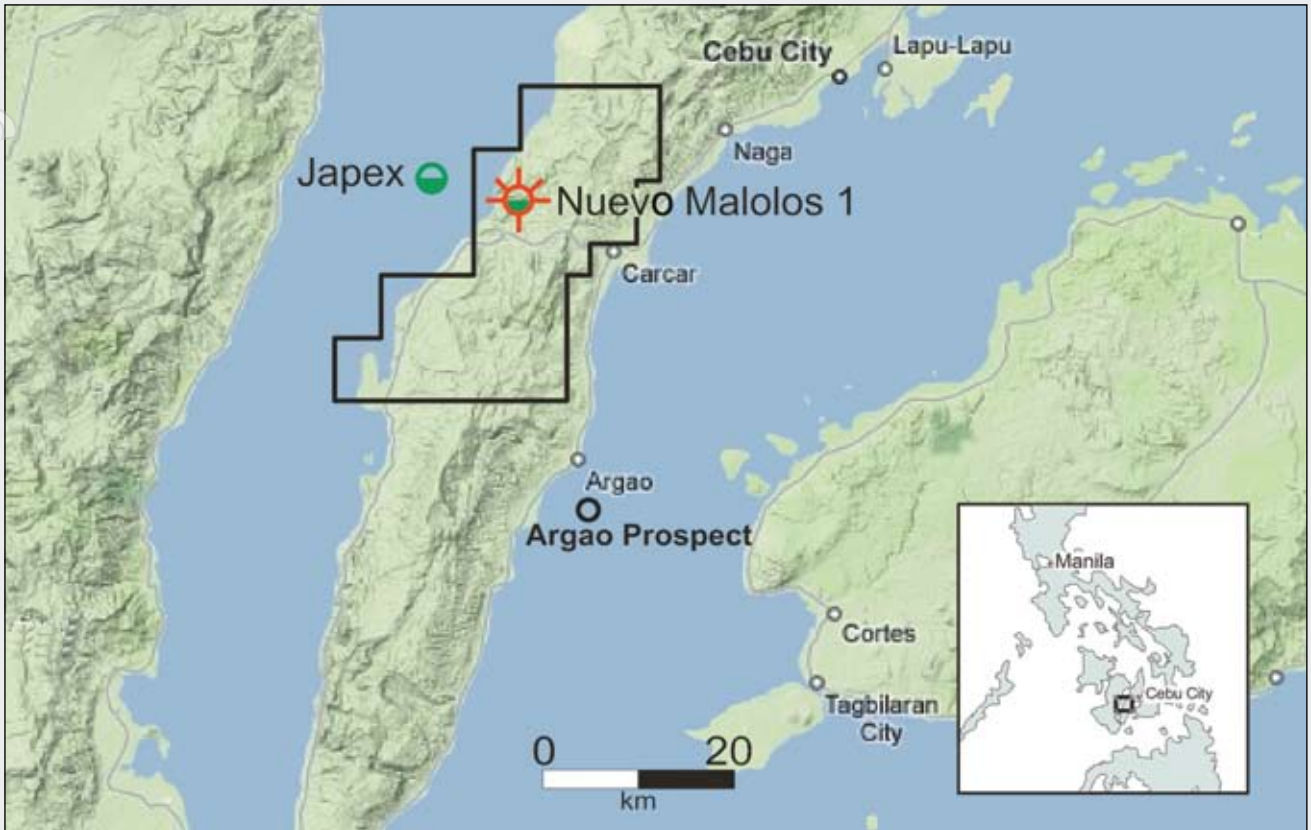 Cebu City
Lapu-Lapu
Naga
Japex
Nuevo Malolos 1
Carcar
Argao
Argao Prospect
Manila
Cebu City
Cortes
Tagbilaran
City
0 20
km